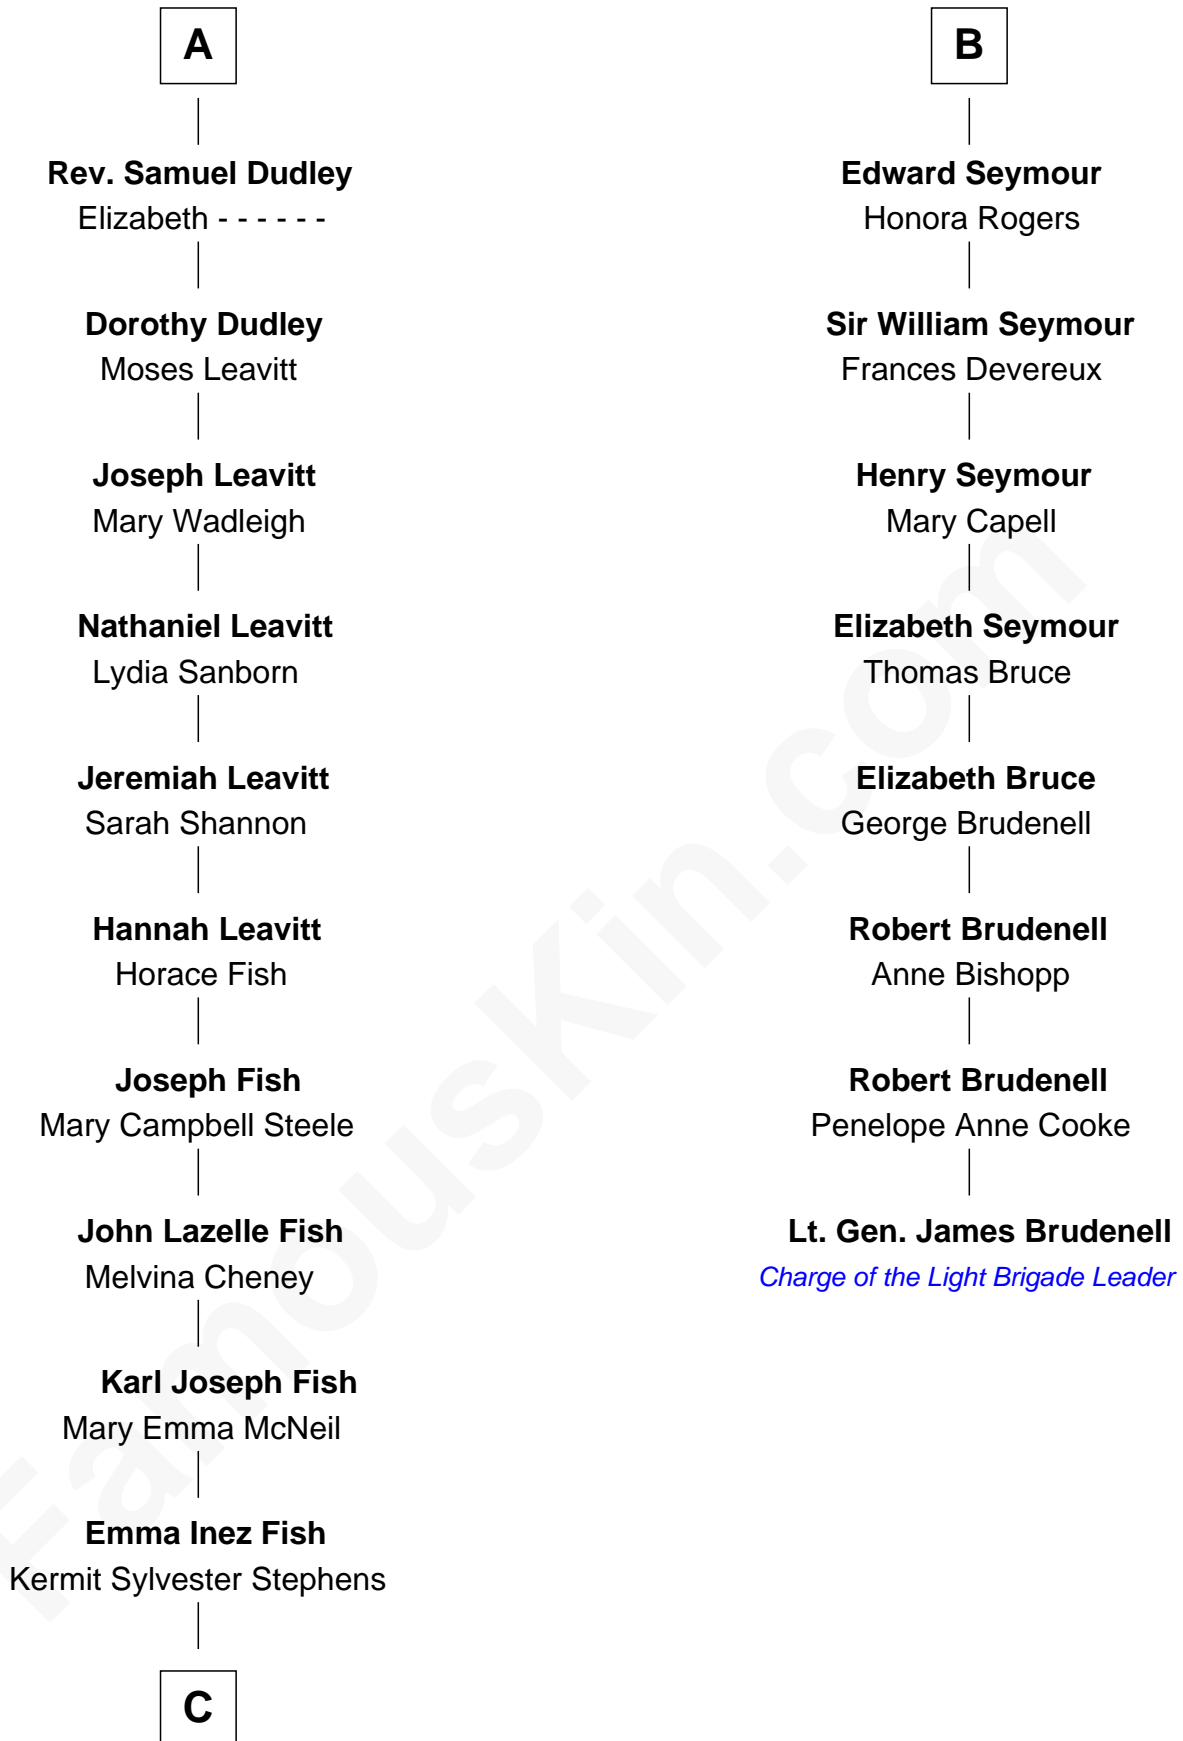 A
Rev. Samuel Dudley
Elizabeth - - - - - -
Dorothy Dudley
Moses Leavitt
Joseph Leavitt
Mary Wadleigh
Nathaniel Leavitt
Lydia Sanborn
Jeremiah Leavitt
Sarah Shannon
Hannah Leavitt
Horace Fish
Joseph Fish
Mary Campbell Steele
John Lazelle Fish
Melvina Cheney
Karl Joseph Fish
Mary Emma McNeil
Emma Inez Fish
Kermit Sylvester Stephens
C
B
Edward Seymour
Honora Rogers
Sir William Seymour
Frances Devereux
Henry Seymour
Mary Capell
Elizabeth Seymour
Thomas Bruce
Elizabeth Bruce
George Brudenell
Robert Brudenell
Anne Bishopp
Robert Brudenell
Penelope Anne Cooke
Lt. Gen. James Brudenell
Charge of the Light Brigade Leader
FamousKin.com